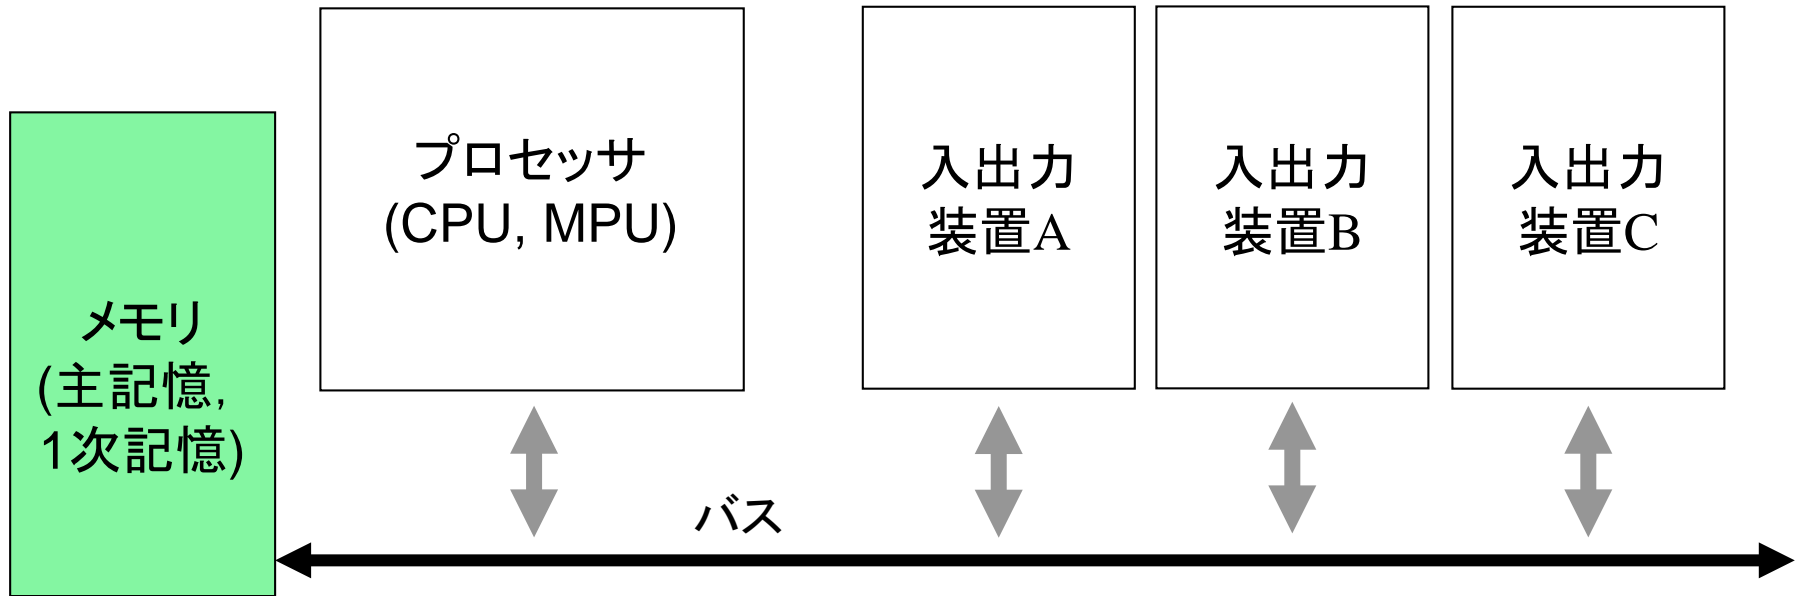 プロセッサ
(CPU, MPU)
入出力
装置A
入出力
装置B
入出力
装置C
メモリ
(主記憶,
1次記憶)
バス